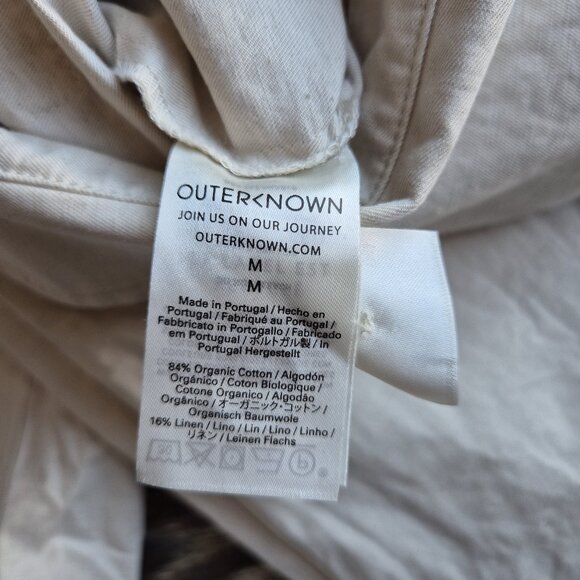 OUTERKNOWN
JOIN US ON OUR JOURNEY
OUTERKNOWN.COM
M
M
Made in Portugal / Hecho en
Portugal / Fabriqué au Portugal /
Fabbricato in Portogallo / Fabricado
em Portugual / ポルトガル製 / In
Portugal Hergestellt
84% Organic Cotton / Algodón
Orgánico / Coton Biologique /
Cotone Organico / Algodão
Orgânico / オーガニック・コットン /
Organisch Baumwole
16% Linen / Lino / Lin / Lino / Linho /
リネン / Leinen Flachs